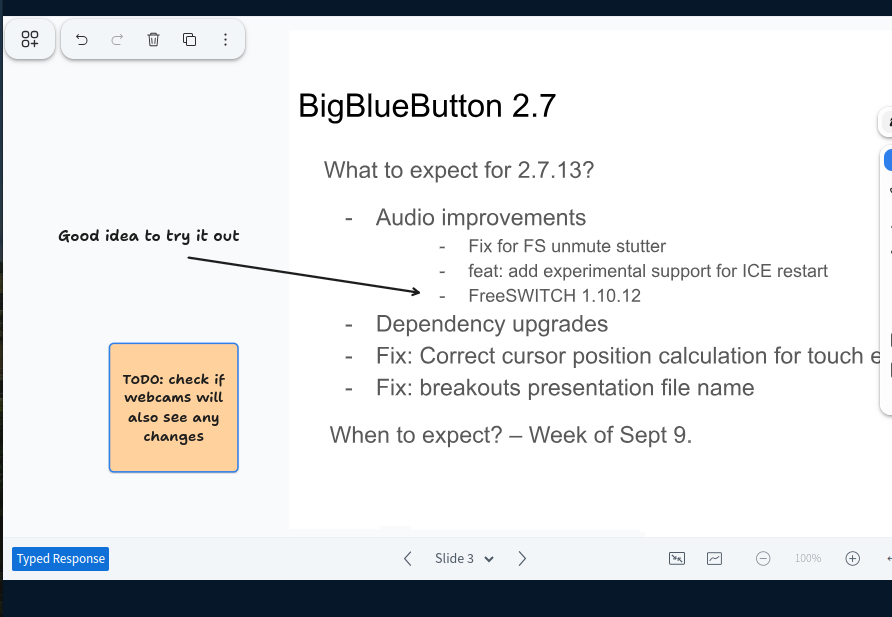 BigBlueButton 2.7
What to expect for 2.7.13?
- Audio improvements
- Fix for FS unmute stutter
- feat: add experimental support for ICE restart
- FreeSWITCH 1.10.12
- Dependency upgrades
- Fix: Correct cursor position calculation for touch e
- Fix: breakouts presentation file name
When to expect? – Week of Sept 9.
Good idea to try it out
TODO: check if
webcams will
also see any
changes
Typed Response
Slide 3
100%